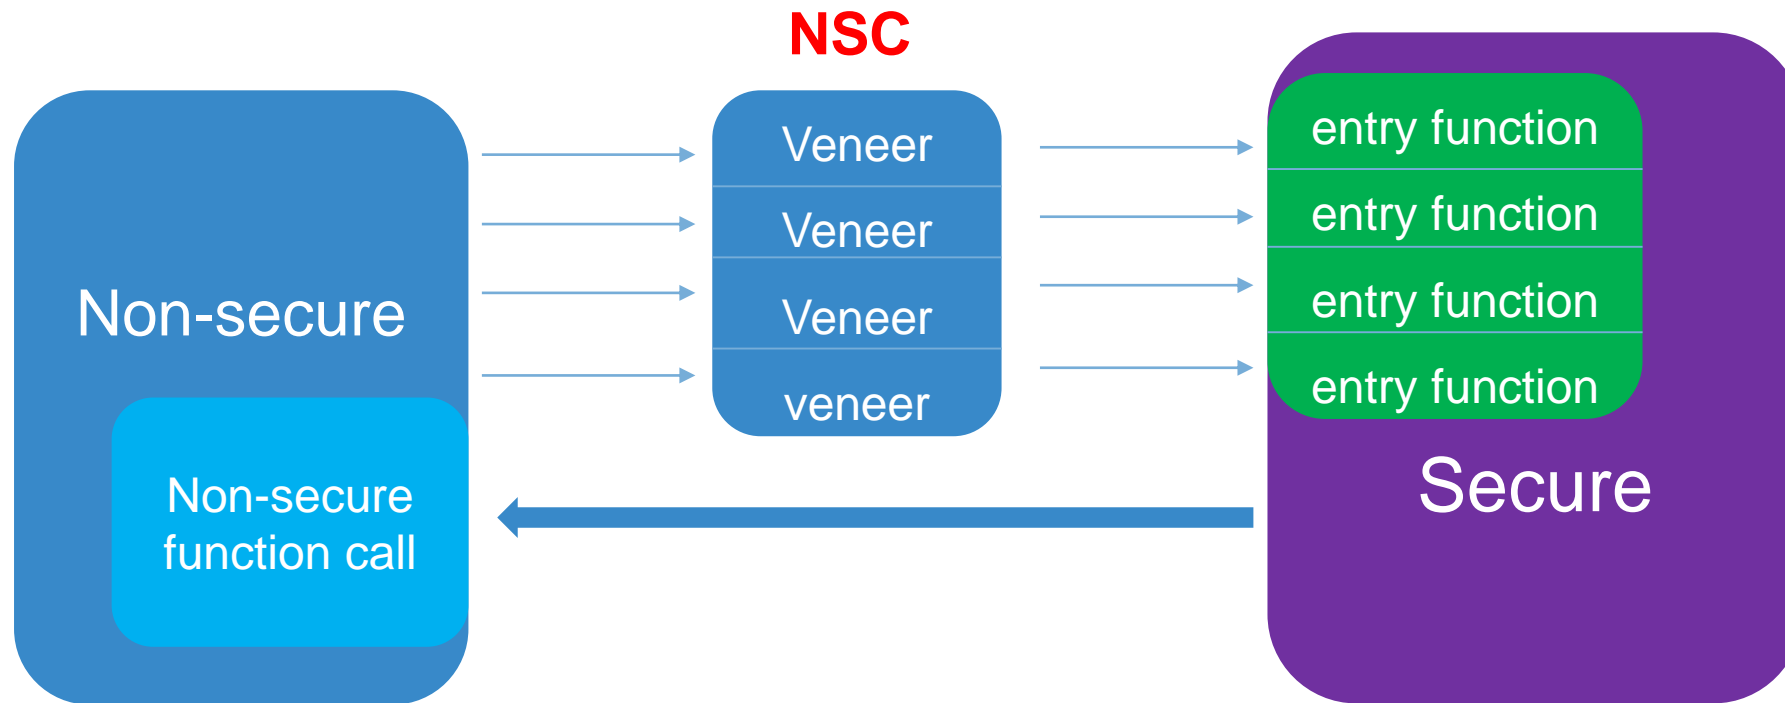 NSC
Non-secure
Non-secure
function call
Veneer
Veneer
Veneer
veneer
entry function
entry function
entry function
entry function
Secure